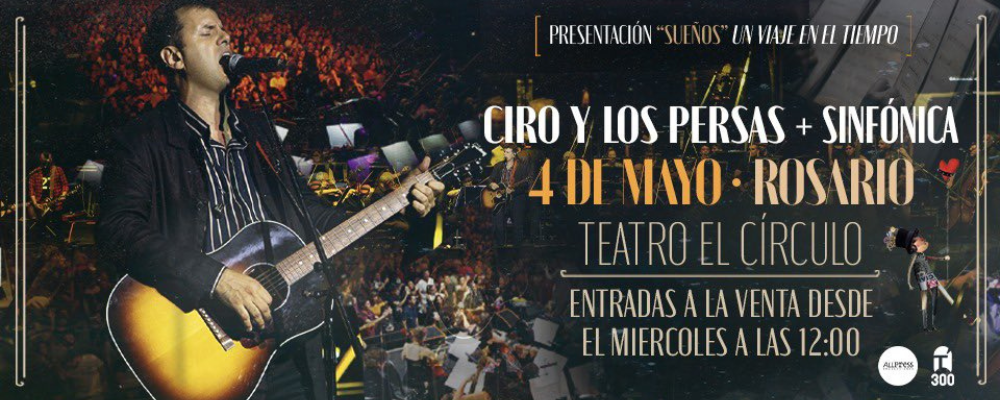 PRESENTACIÓN “SUEÑOS” UN VIAJE EN EL TIEMPO
CIRO Y LOS PERSAS + SINFÓNICA
4 DE MAYO · ROSARIO
TEATRO EL CÍRCULO
ENTRADAS A LA VENTA DESDE
EL MIERCOLES A LAS 12:00
ALLPRESS
300